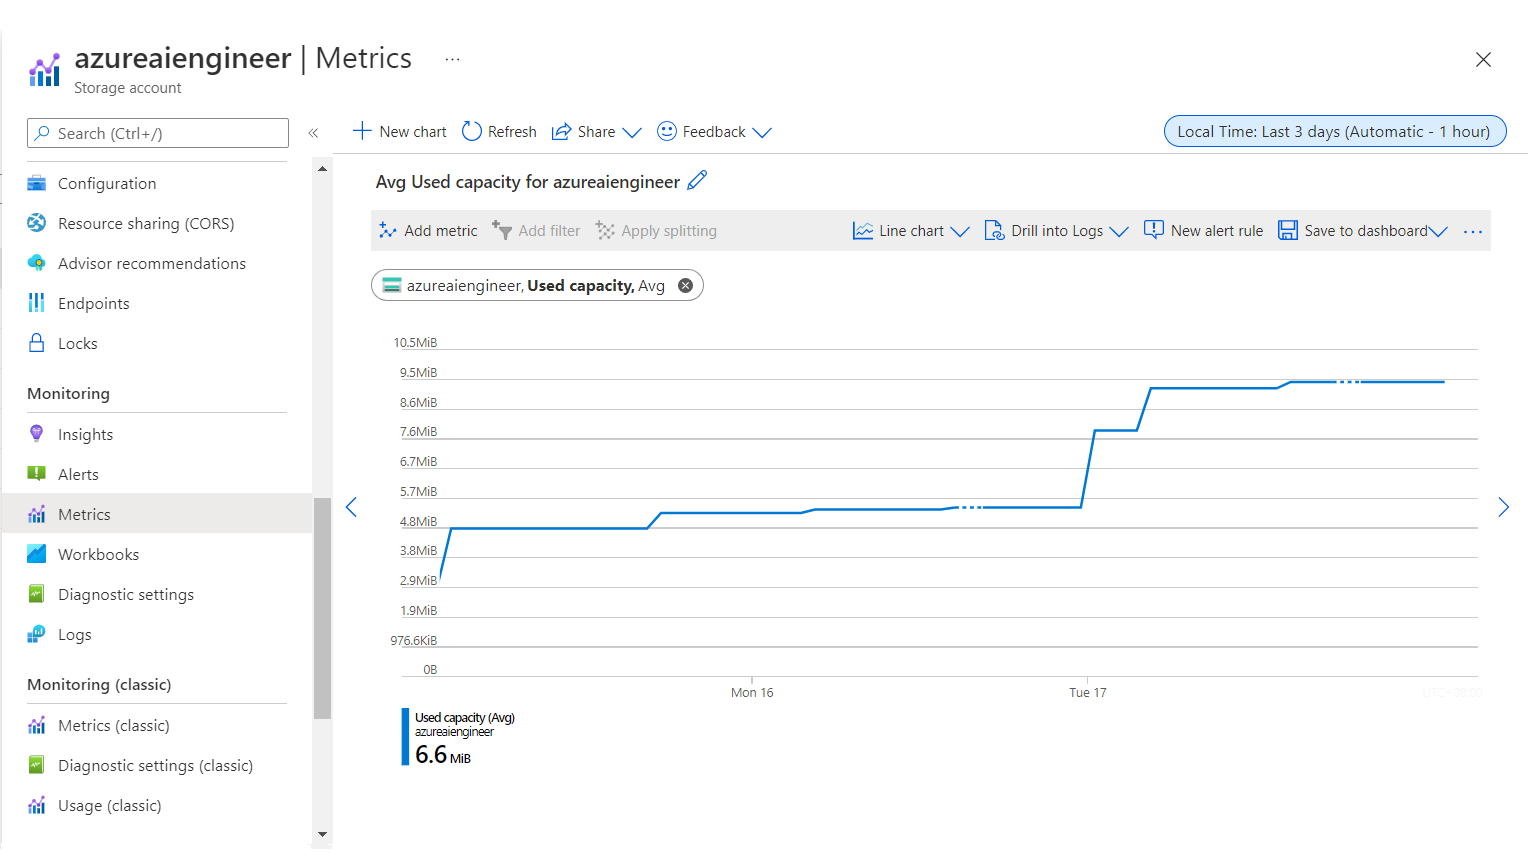 azureaiengineer | Metrics ...
Storage account
Search (Ctrl+/)
«
New chart Refresh Share Feedback
Local Time: Last 3 days (Automatic - 1 hour)
Configuration
Resource sharing (CORS)
Advisor recommendations
Endpoints
Locks
Monitoring
Insights
Alerts
Metrics
Workbooks
Diagnostic settings
Logs
Monitoring (classic)
Metrics (classic)
Diagnostic settings (classic)
Usage (classic)
Avg Used capacity for azureaiengineer
Add metric Add filter Apply splitting Line chart Drill into Logs New alert rule Save to dashboard ...
azureaiengineer, Used capacity, Avg
10.5MiB
9.5MiB
8.6MiB
7.6MiB
6.7MiB
5.7MiB
4.8MiB
3.8MiB
2.9MiB
1.9MiB
976.6KiB
0B
Mon 16 Tue 17
Used capacity (Avg)
azureaiengineer
6.6 MiB